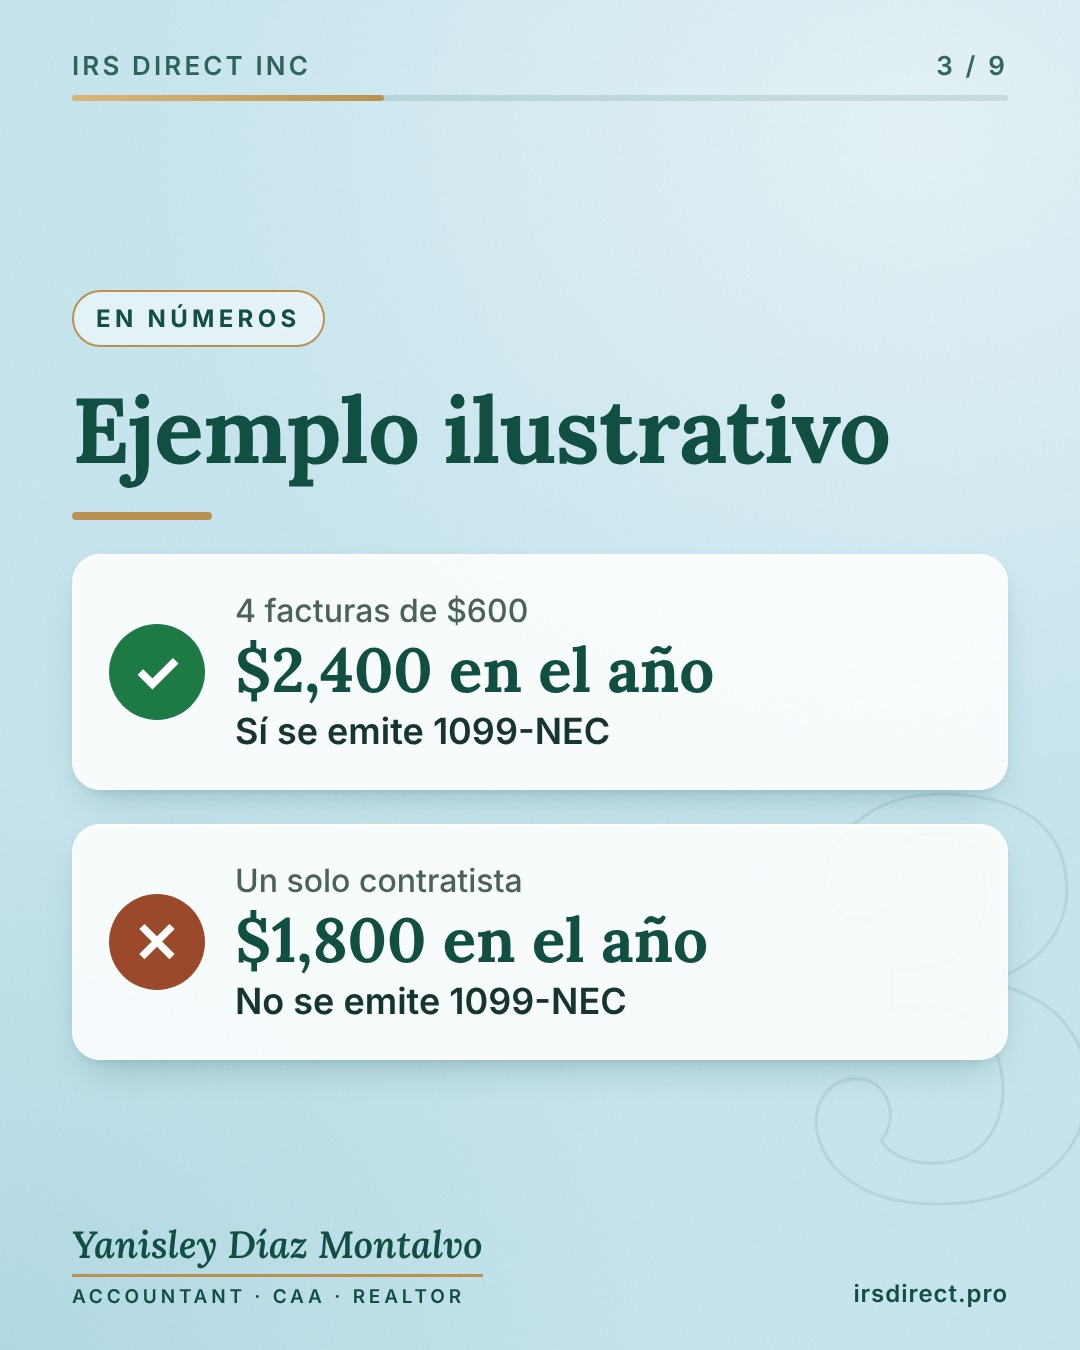 IRS DIRECT INC
3 / 9
EN NÚMEROS
Ejemplo ilustrativo
4 facturas de $600
$2,400 en el año
Sí se emite 1099-NEC
Un solo contratista
$1,800 en el año
No se emite 1099-NEC
3
Yanisley Díaz Montalvo
ACCOUNTANT · CAA · REALTOR
irsdirect.pro